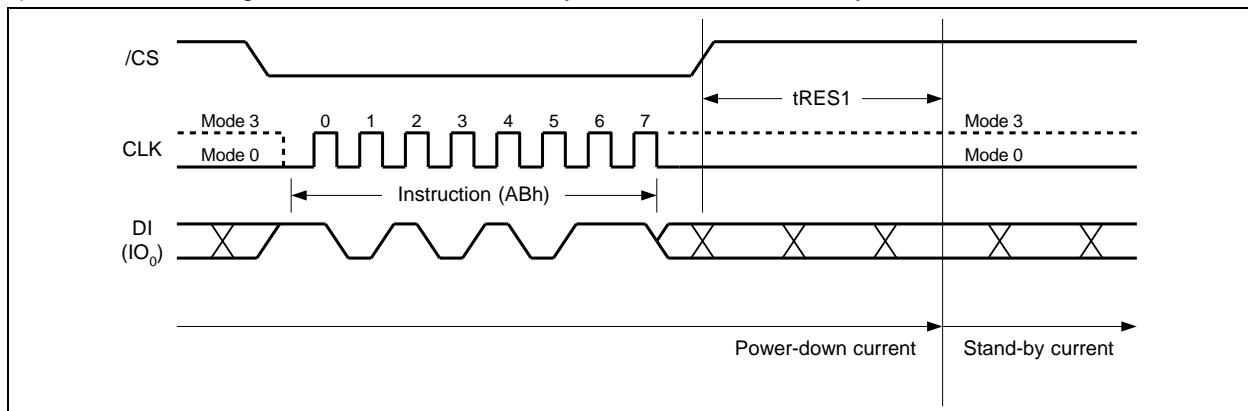 /CS
tRES1
Mode 3 0 1 2 3 4 5 6 7 Mode 3
CLK
Mode 0 Mode 0
Instruction (ABh)
DI
(IO0)
Power-down current Stand-by current